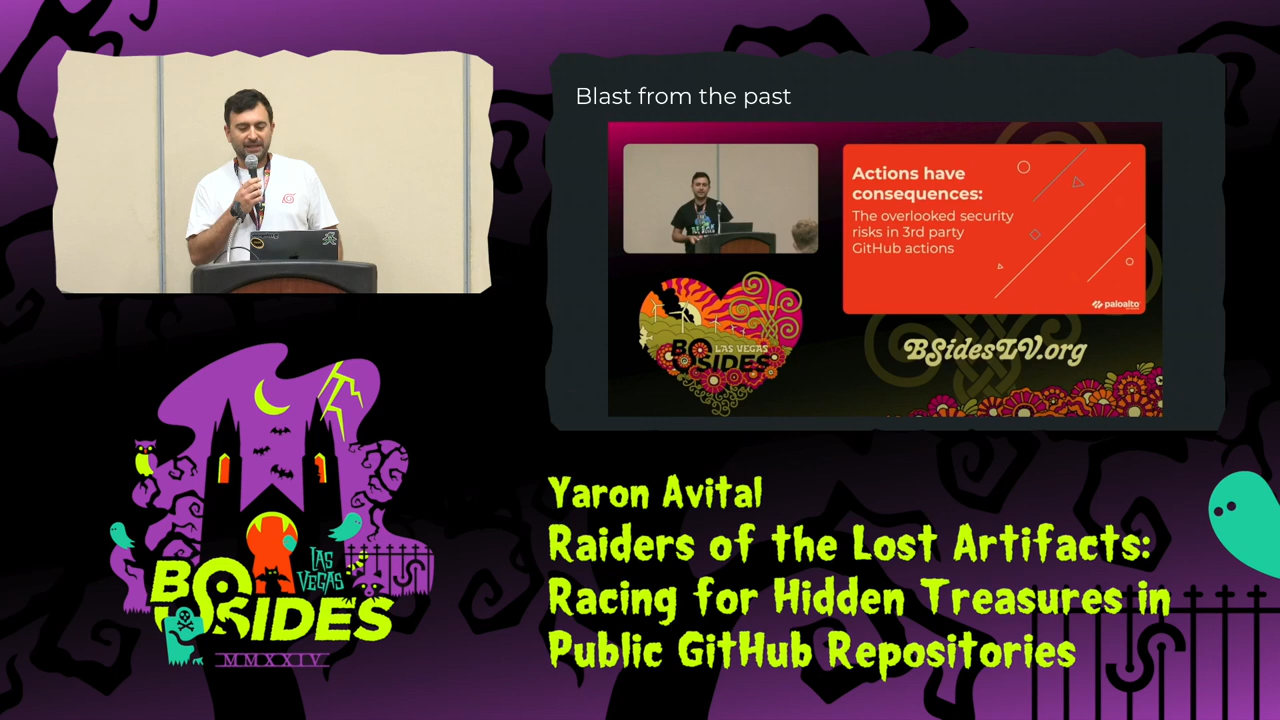 Blast from the past
Actions have
consequences:
The overlooked security
risks in 3rd party
GitHub actions
paloalto
LAS VEGAS
BSIDES
BSidesLV.org
LAS
VEGAS
BSIDES
MMXXIV
Yaron Avital
Raiders of the Lost Artifacts:
Racing for Hidden Treasures in
Public GitHub Repositories